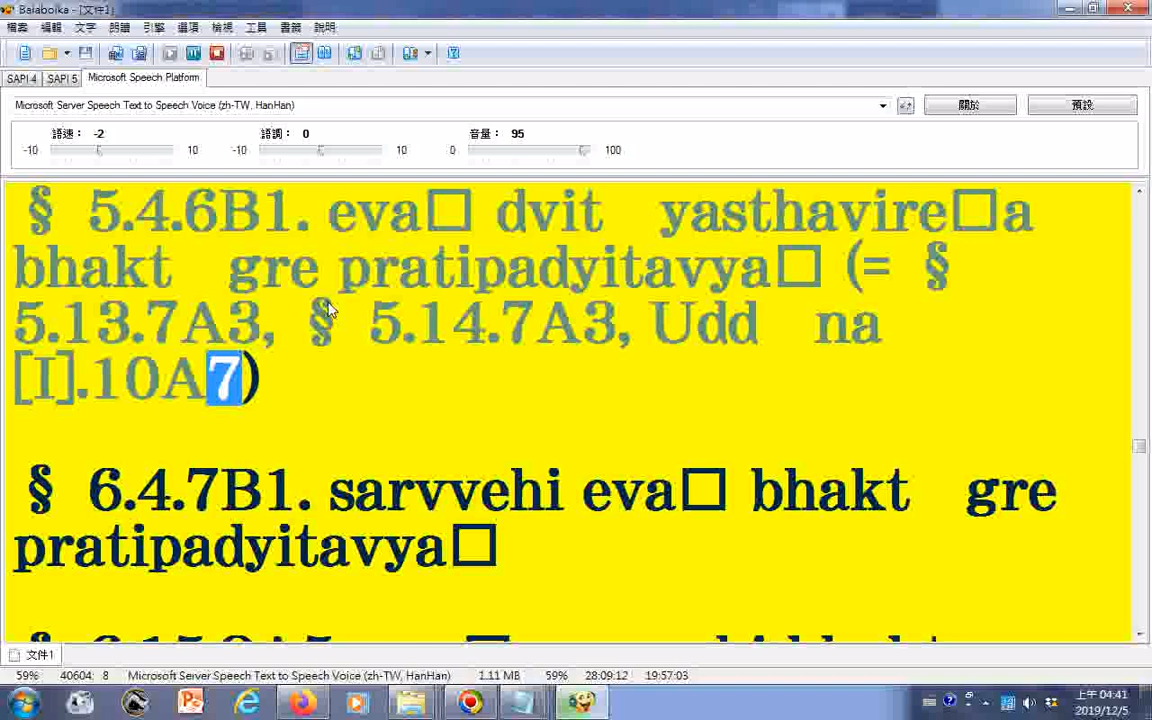 Balabolka - [文件1]
檔案 編輯 文字 朗讀 引擎 選項 檢視 工具 書籤 說明
SAPI 4 SAPI 5 Microsoft Speech Platform
Microsoft Server Speech Text to Speech Voice (zh-TW, HanHan)
關於 預設
語速: -2 語調: 0 音量: 95
-10 10 -10 10 0 100
§ 5.4.6B1. eva□ dvit yasthavire□a
bhakt gre pratipadyitavya□ (= §
5.13.7A3, § 5.14.7A3, Udd na
[I].10A7)
§ 6.4.7B1. sarvvehi eva□ bhakt gre
pratipadyitavya□
文件1
59% 40604: 8 Microsoft Server Speech Text to Speech Voice (zh-TW, HanHan) 1.11 MB 59% 28:09:12 19:57:03
上午 04:41
2019/12/5